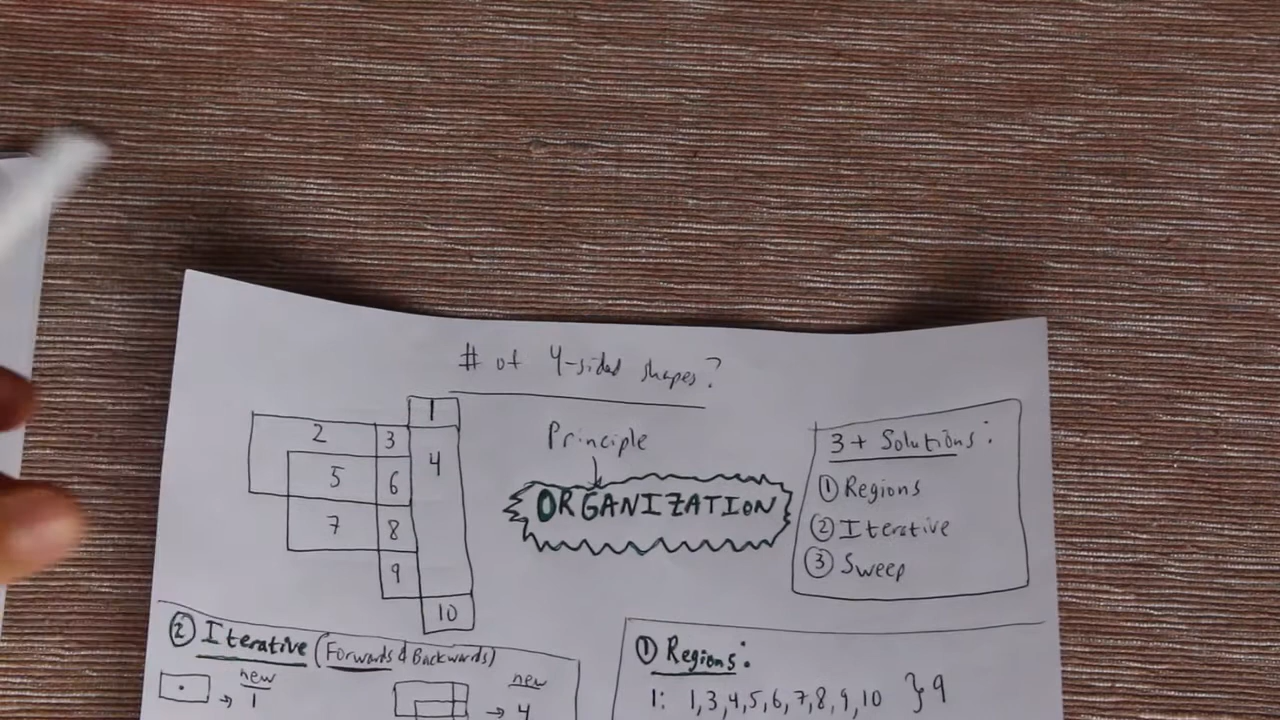 # of 4-sided shapes?
1
2
3
4
5
6
7
8
9
10
Principle
ORGANIZATION
3 + Solutions:
① Regions
② Iterative
③ Sweep
② Iterative (Forwards & Backwards)
new
→ 1
new
→ 4
① Regions:
1: 1,3,4,5,6,7,8,9,10 } 9